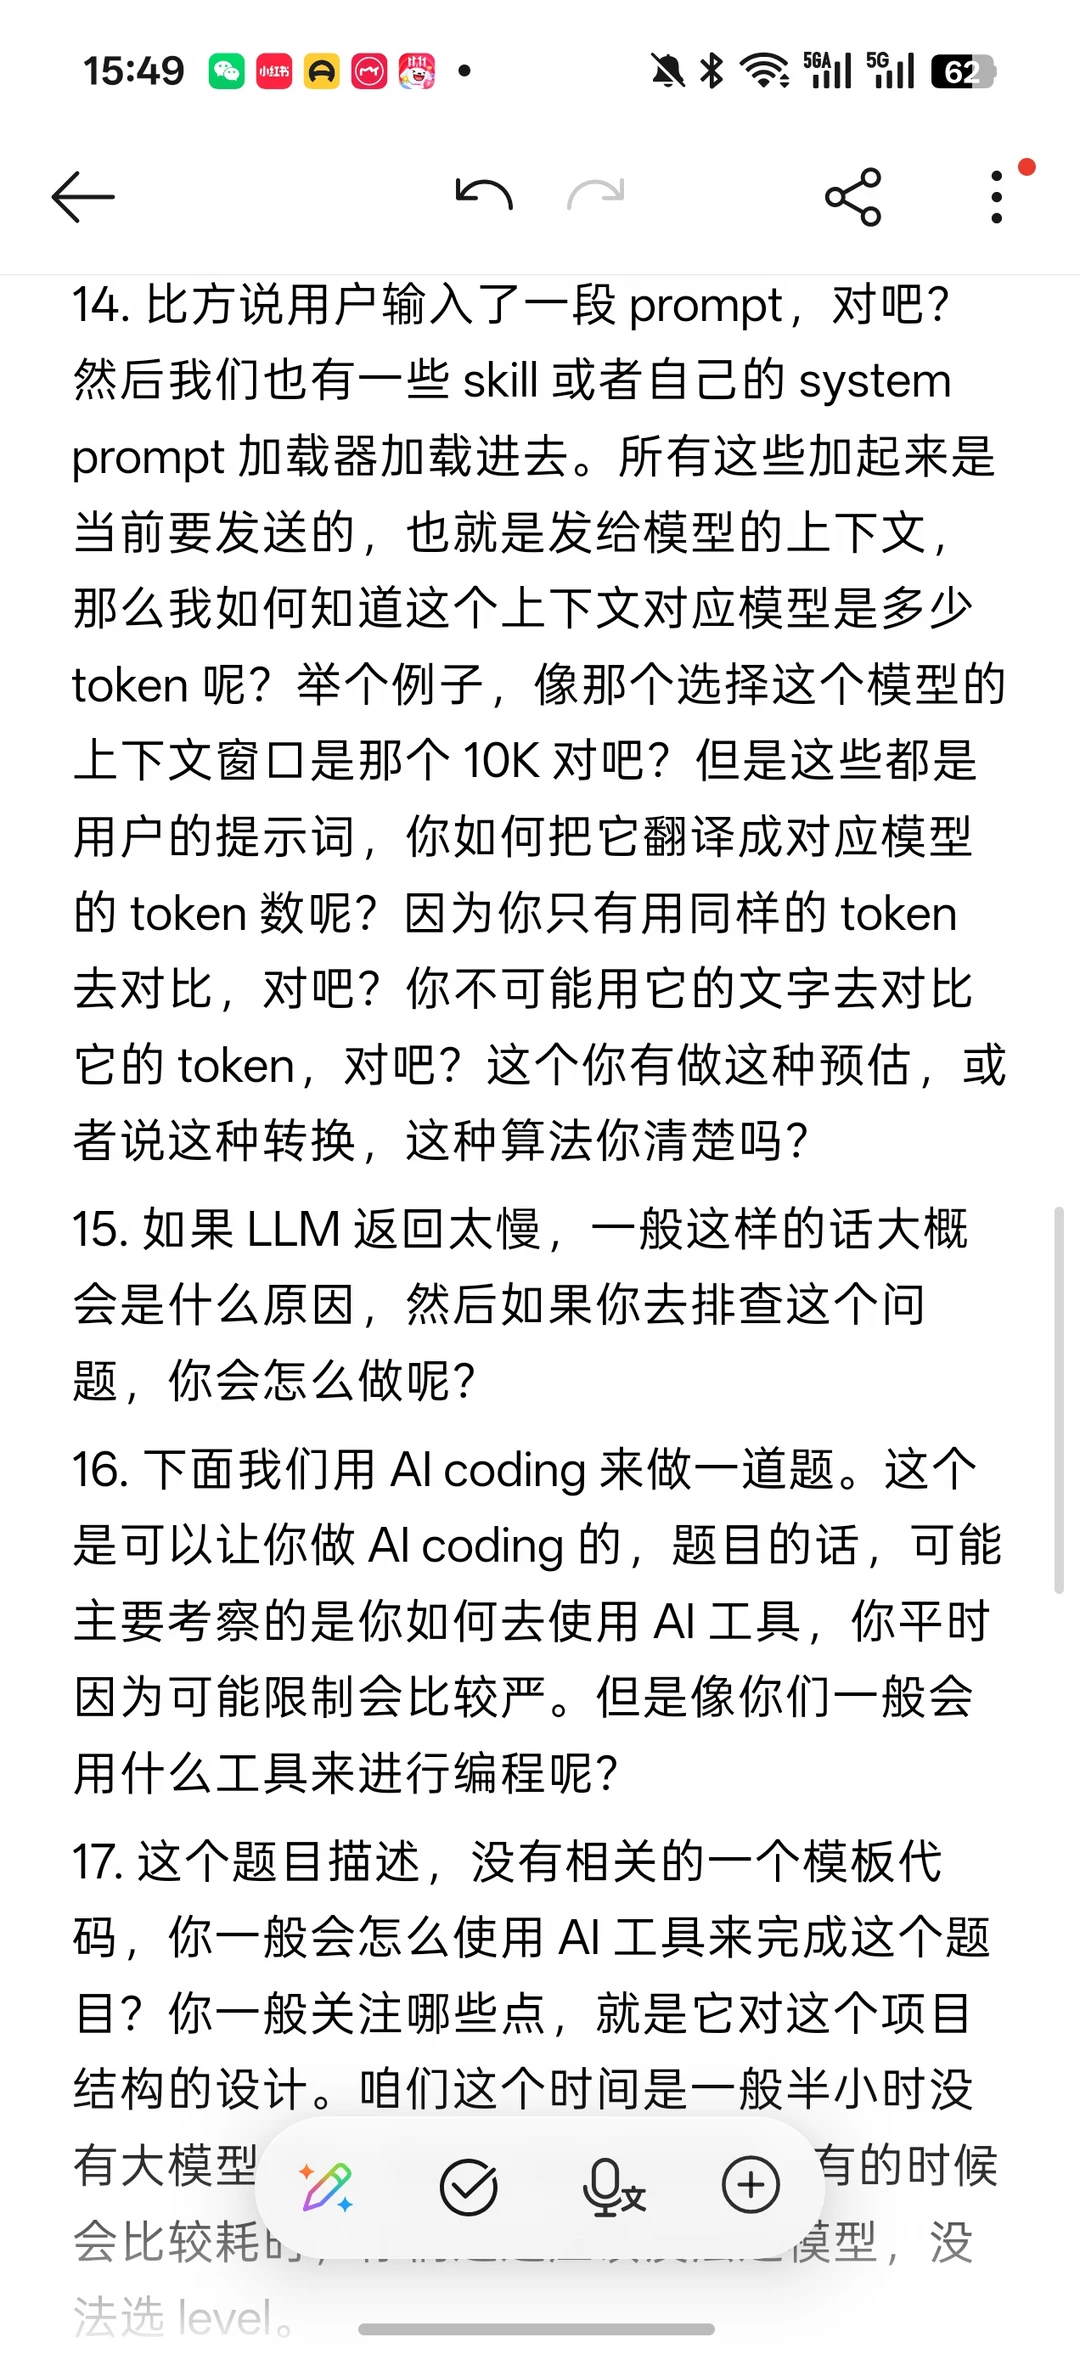 15:49
小红书
11.11
5GA
5G
62
14. 比方说用户输入了一段 prompt，对吧？
然后我们也有一些 skill 或者自己的 system
prompt 加载器加载进去。所有这些加起来是
当前要发送的，也就是发给模型的上下文，
那么我如何知道这个上下文对应模型是多少
token 呢？举个例子，像那个选择这个模型的
上下文窗口是那个 10K 对吧？但是这些都是
用户的提示词，你如何把它翻译成对应模型
的 token 数呢？因为你只有用同样的 token
去对比，对吧？你不可能用它的文字去对比
它的 token，对吧？这个你有做这种预估，或
者说这种转换，这种算法你清楚吗？
15. 如果 LLM 返回太慢，一般这样的话大概
会是什么原因，然后如果你去排查这个问
题，你会怎么做呢？
16. 下面我们用 AI coding 来做一道题。这个
是可以让你做 AI coding 的，题目的话，可能
主要考察的是你如何去使用 AI 工具，你平时
因为可能限制会比较严。但是像你们一般会
用什么工具来进行编程呢？
17. 这个题目描述，没有相关的一个模板代
码，你一般会怎么使用 AI 工具来完成这个题
目？你一般关注哪些点，就是它对这个项目
结构的设计。咱们这个时间是一般半小时没
有大模型 有的时候
会比较耗时， 模型，没
法选 level。
文